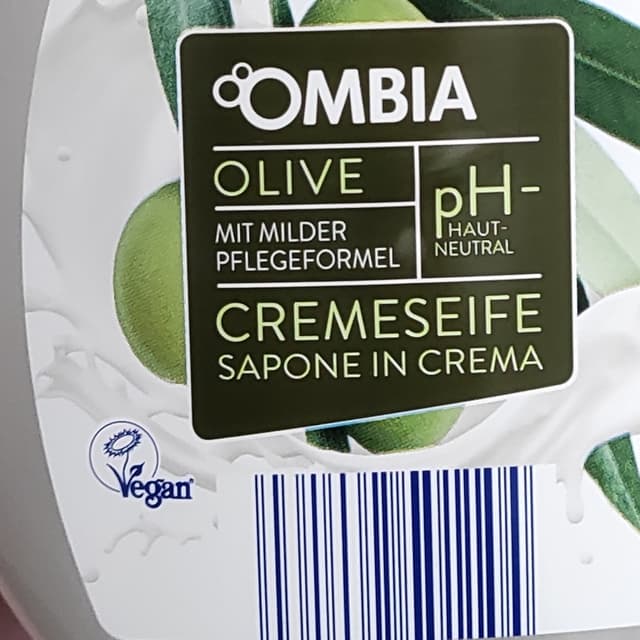 OMBIA
OLIVE
MIT MILDER
PFLEGEFORMEL
pH-
HAUT-
NEUTRAL
CREMESEIFE
SAPONE IN CREMA
Vegan